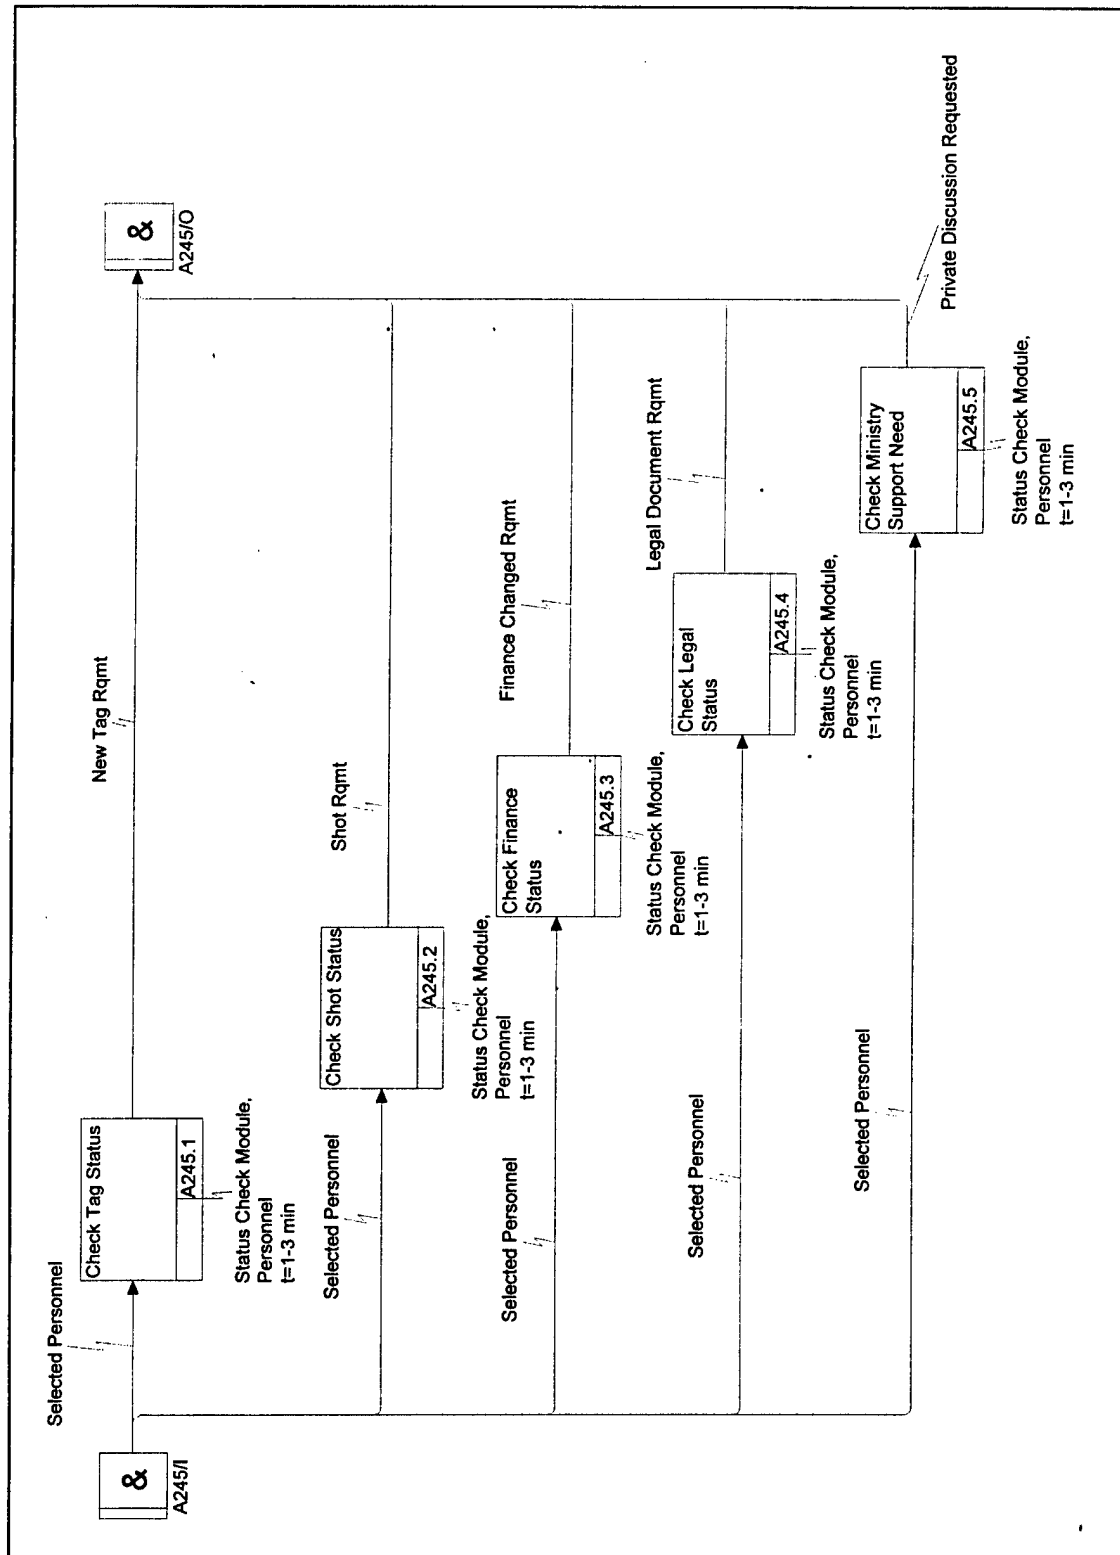 Selected Personnel
&
A245/I
Check Tag Status
A245.1
Status Check Module,
Personnel
t=1-3 min
New Tag Rqmt
&
A245/O
Selected Personnel
Check Shot Status
A245.2
Status Check Module,
Personnel
t=1-3 min
Shot Rqmt
Selected Personnel
Check Finance
Status
A245.3
Status Check Module,
Personnel
t=1-3 min
Finance Changed Rqmt
Selected Personnel
Check Legal
Status
A245.4
Status Check Module,
Personnel
t=1-3 min
Legal Document Rqmt
Selected Personnel
Check Ministry
Support Need
A245.5
Status Check Module,
Personnel
t=1-3 min
Private Discussion Requested